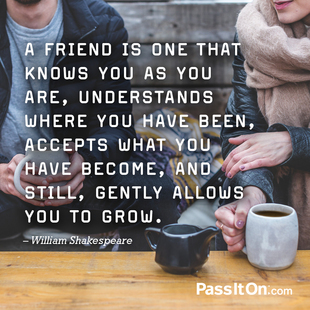 A FRIEND IS ONE THAT
KNOWS YOU AS YOU
ARE, UNDERSTANDS
WHERE YOU HAVE BEEN,
ACCEPTS WHAT YOU
HAVE BECOME, AND
STILL, GENTLY ALLOWS
YOU TO GROW.
– William Shakespeare
PassItOn.com